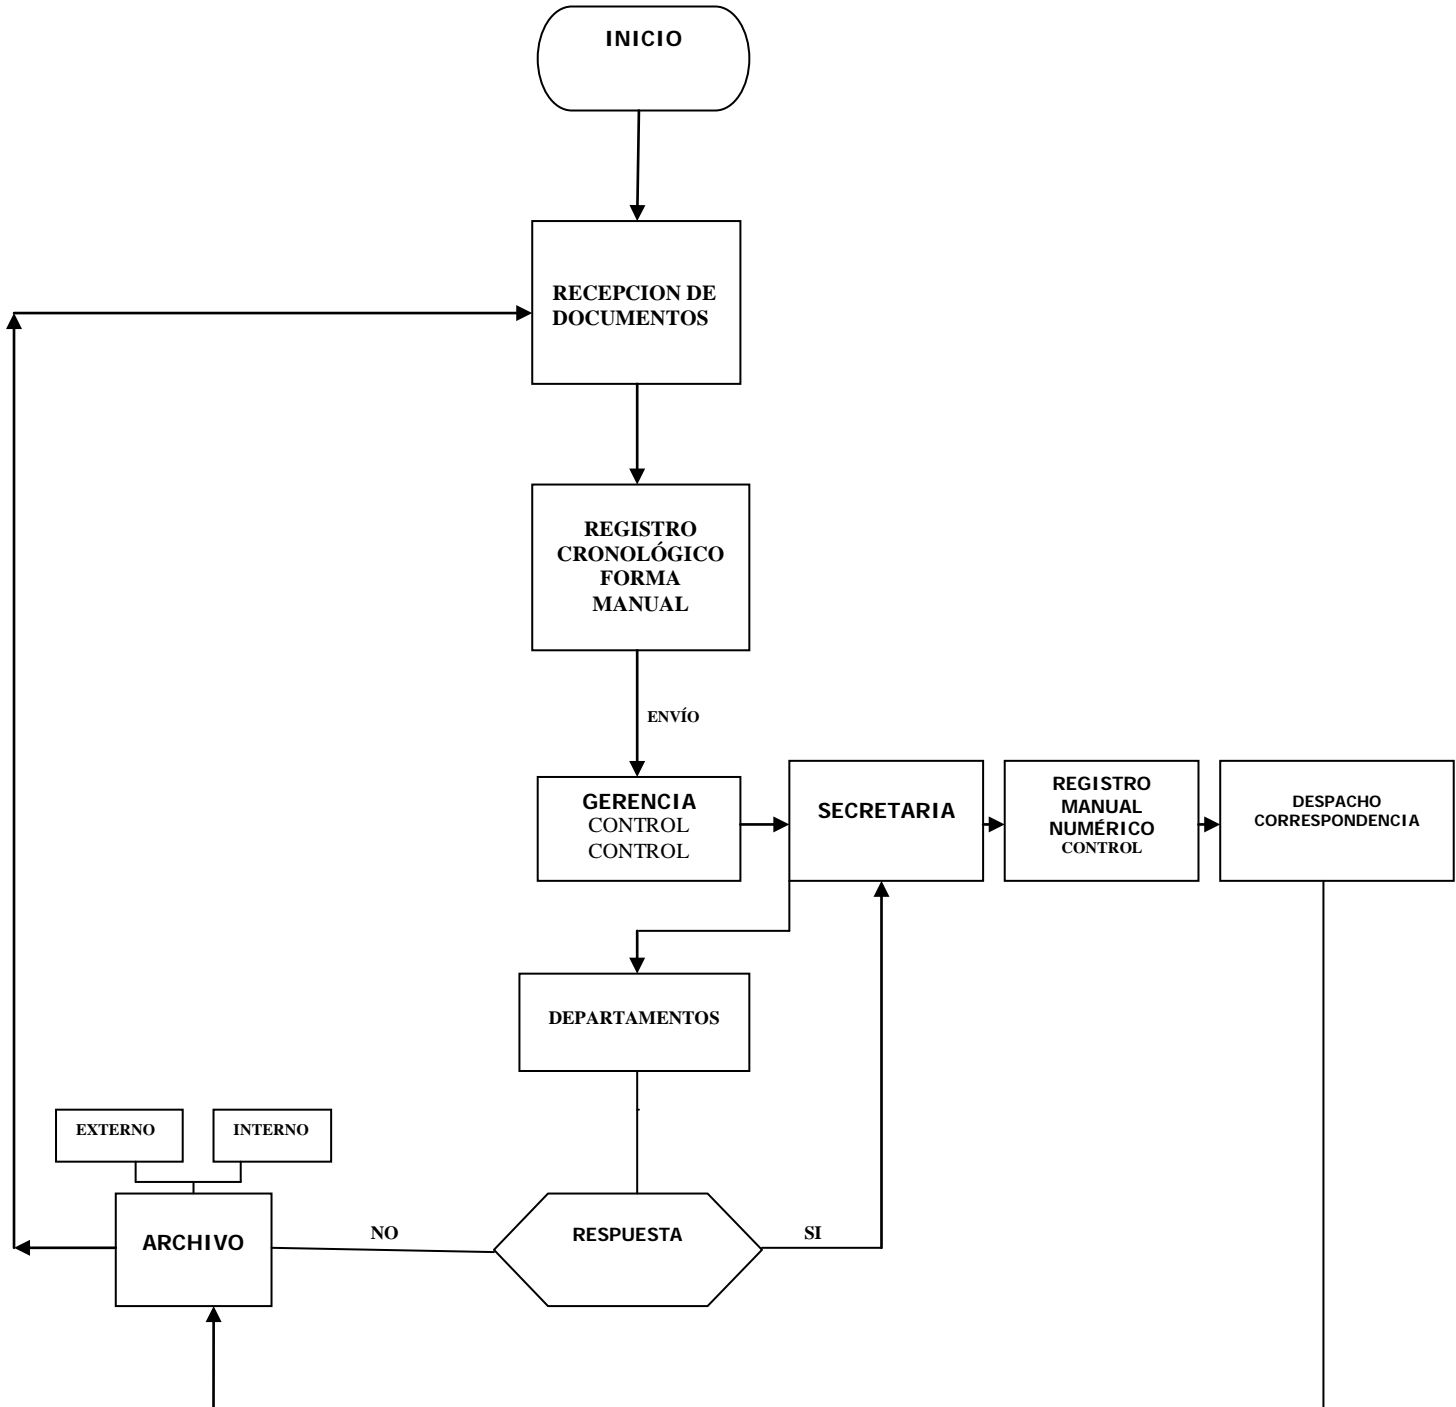 INICIO
RECEPCION DE
DOCUMENTOS
REGISTRO
CRONOLÓGICO
FORMA
MANUAL
ENVÍO
GERENCIA
CONTROL
CONTROL
SECRETARIA
REGISTRO
MANUAL
NUMÉRICO
CONTROL
DESPACHO
CORRESPONDENCIA
DEPARTAMENTOS
EXTERNO
INTERNO
ARCHIVO
NO
RESPUESTA
SI